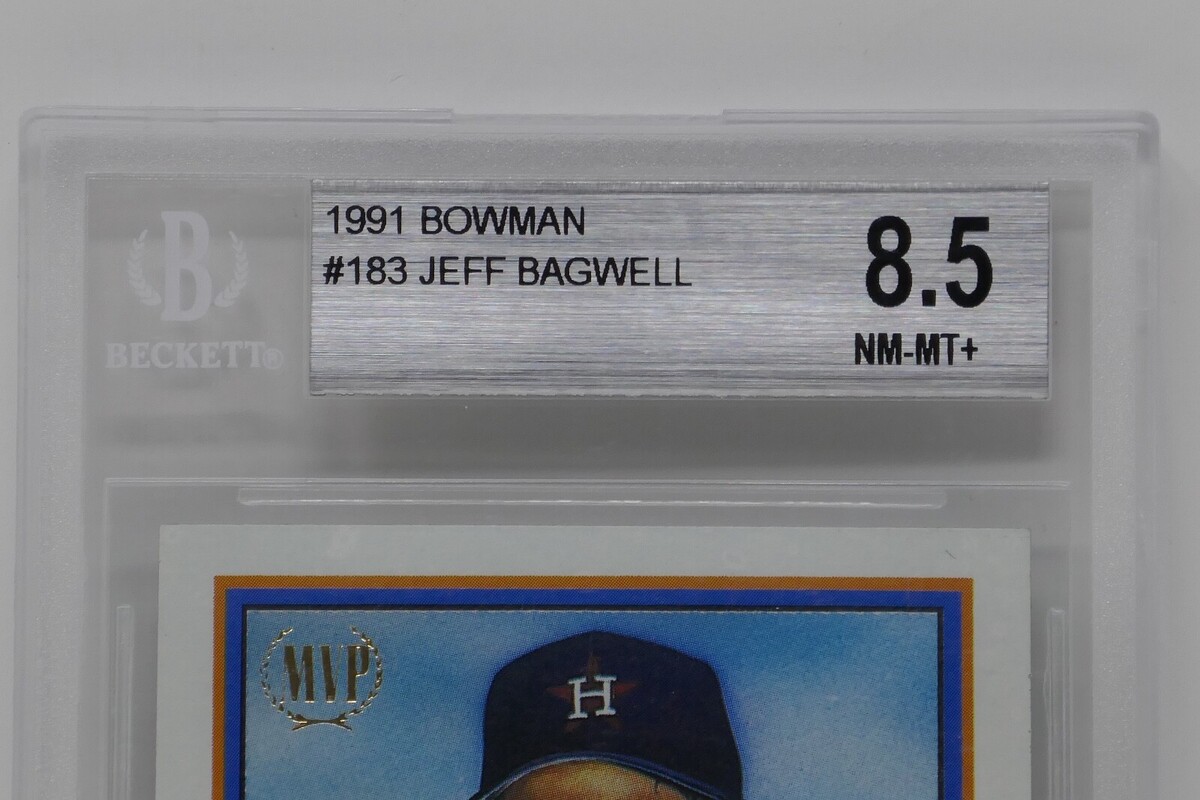 1991 BOWMAN
#183 JEFF BAGWELL
8.5
NM-MT+
B
BECKETT®
MVP
H